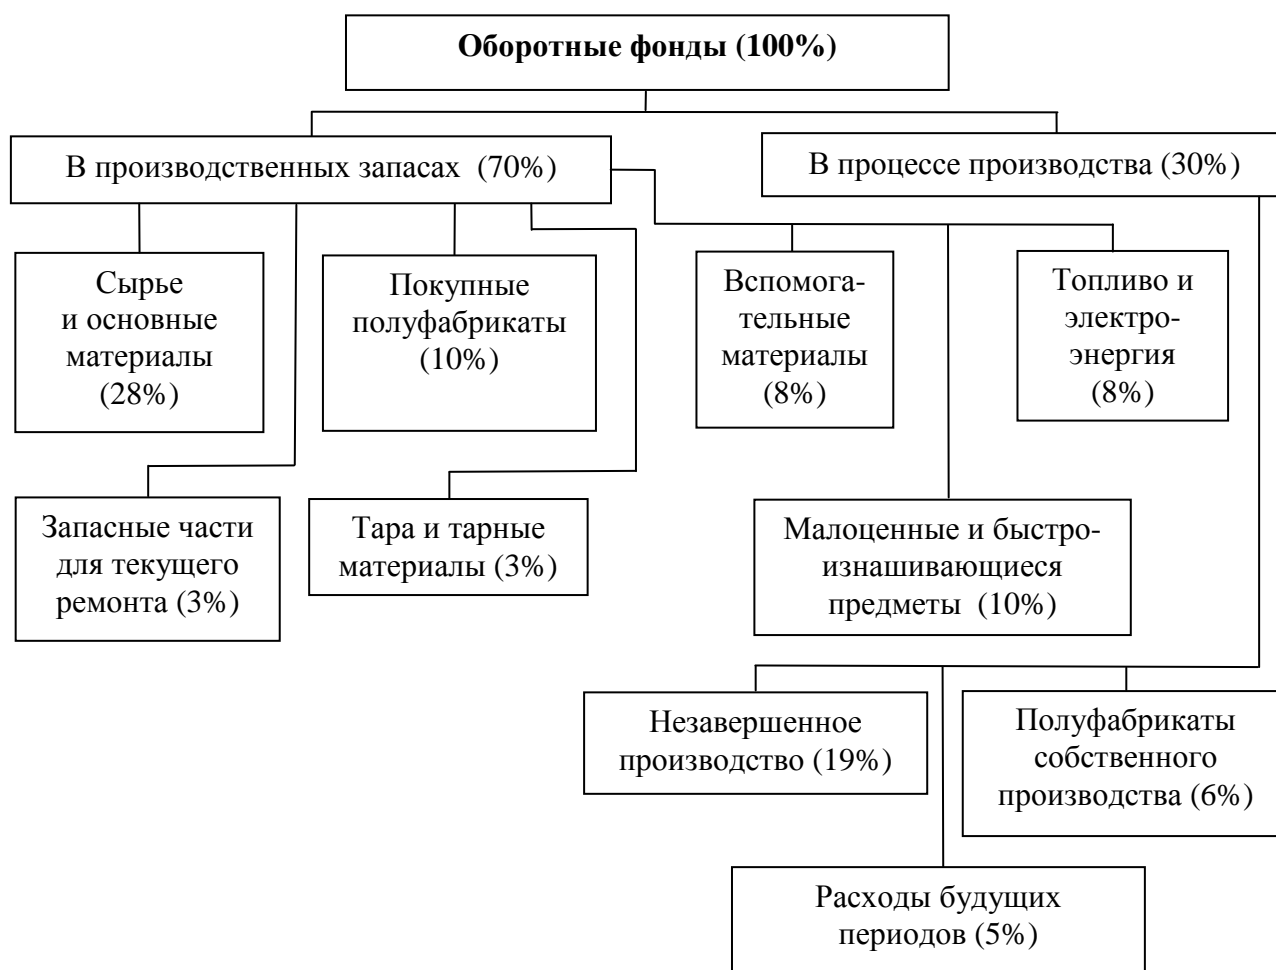 Оборотные фонды (100%)
В производственных запасах (70%)
В процессе производства (30%)
Сырье
и основные
материалы
(28%)
Покупные
полуфабрикаты
(10%)
Вспомога-
тельные
материалы
(8%)
Топливо и
электро-
энергия
(8%)
Запасные части
для текущего
ремонта (3%)
Тара и тарные
материалы (3%)
Малоценные и быстро-
изнашивающиеся
предметы (10%)
Незавершенное
производство (19%)
Полуфабрикаты
собственного
производства (6%)
Расходы будущих
периодов (5%)